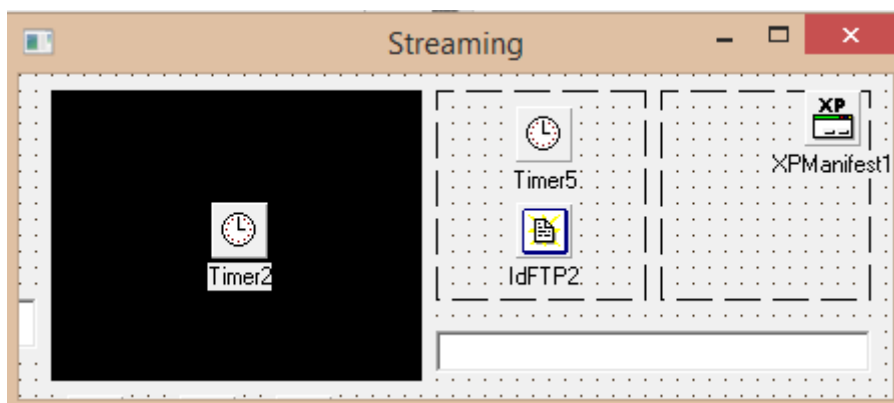 Streaming
XP
Timer5
XPManifest1
Timer2
IdFTP2